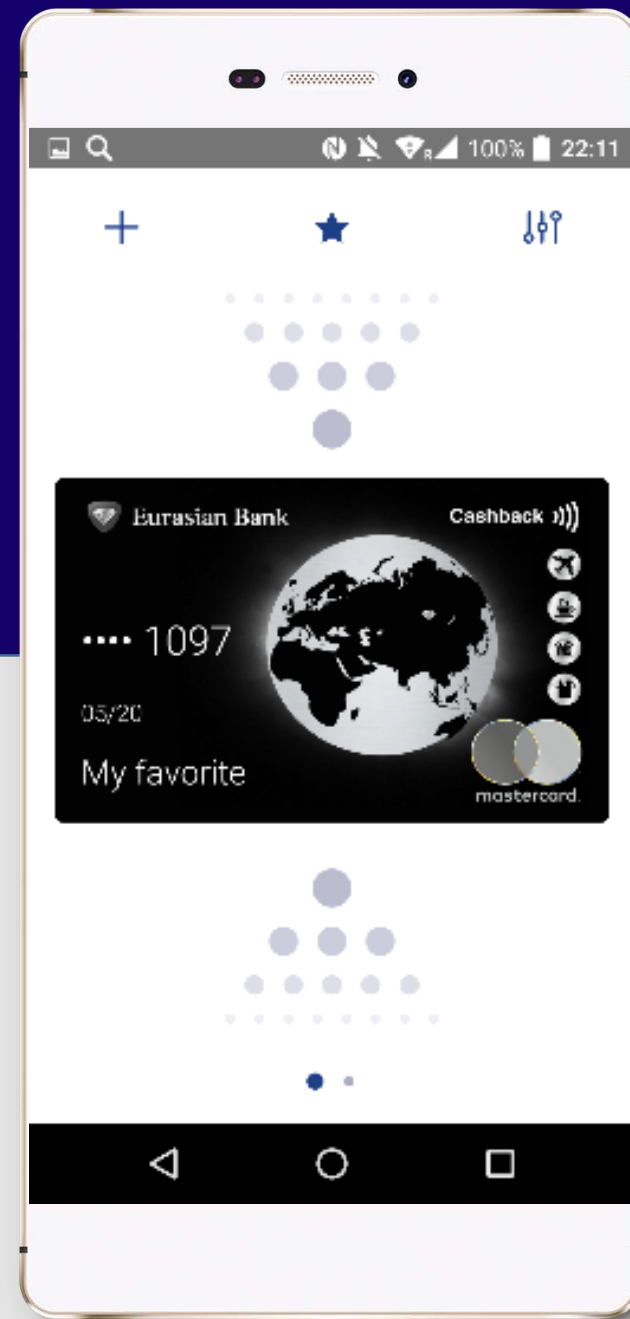 R 100% 22:11
Eurasian Bank
Cashback
•••• 1097
05/20
My favorite
mastercard.